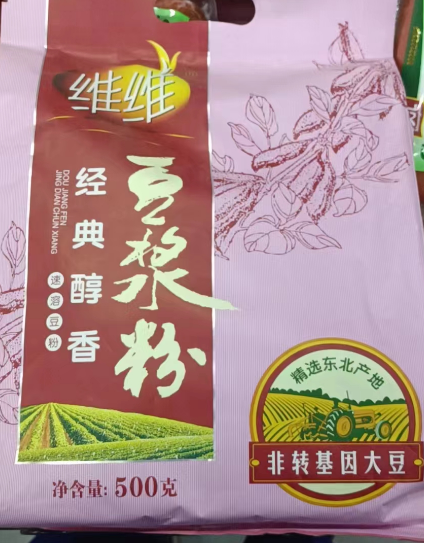 维维
豆浆粉
经典醇香
DOU JIANG FEN
JING DIAN CHUN XIANG
速溶豆粉
精选东北产地
非转基因大豆
净含量: 500克